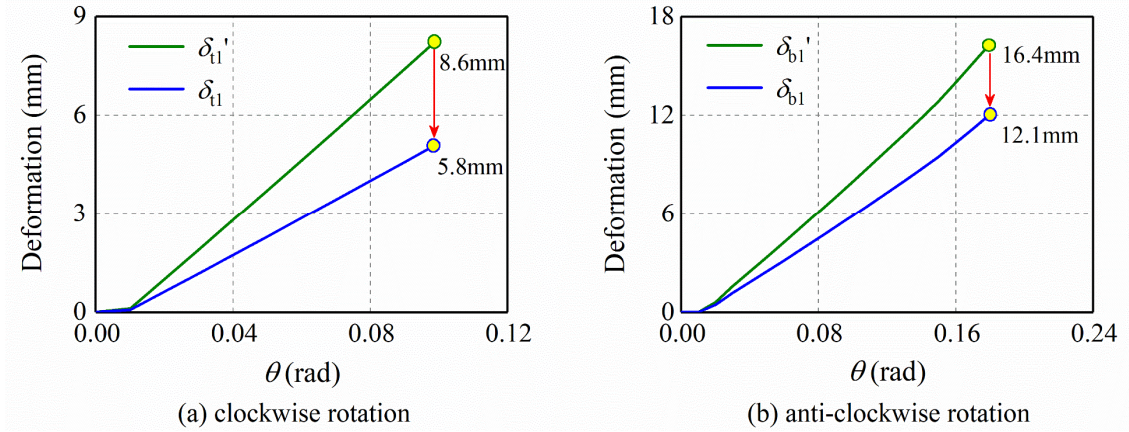 9
6
3
0
Deformation (mm)
δt1'
δt1
8.6mm
5.8mm
0.00 0.04 0.08 0.12
θ (rad)
(a) clockwise rotation
18
12
6
0
Deformation (mm)
δb1'
δb1
16.4mm
12.1mm
0.00 0.08 0.16 0.24
θ (rad)
(b) anti-clockwise rotation